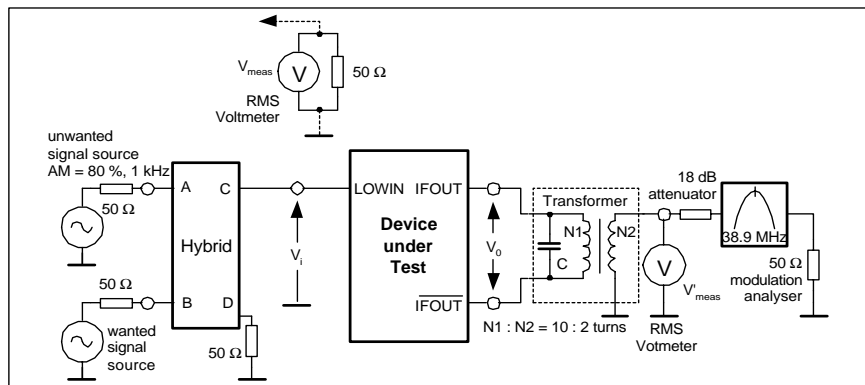 V meas
V
50 Ω
RMS
Voltmeter
unwanted
signal source
AM = 80 %, 1 kHz
50 Ω
A
C
Hybrid
B
D
50 Ω
wanted
signal
source
50 Ω
V i
LOWIN
IFOUT
Device
under
Test
IFOUT
V 0
Transformer
N1
N2
C
N1 : N2 = 10 : 2 turns
18 dB
attenuator
38.9 MHz
V
V' meas
RMS
Votmeter
50 Ω
modulation
analyser